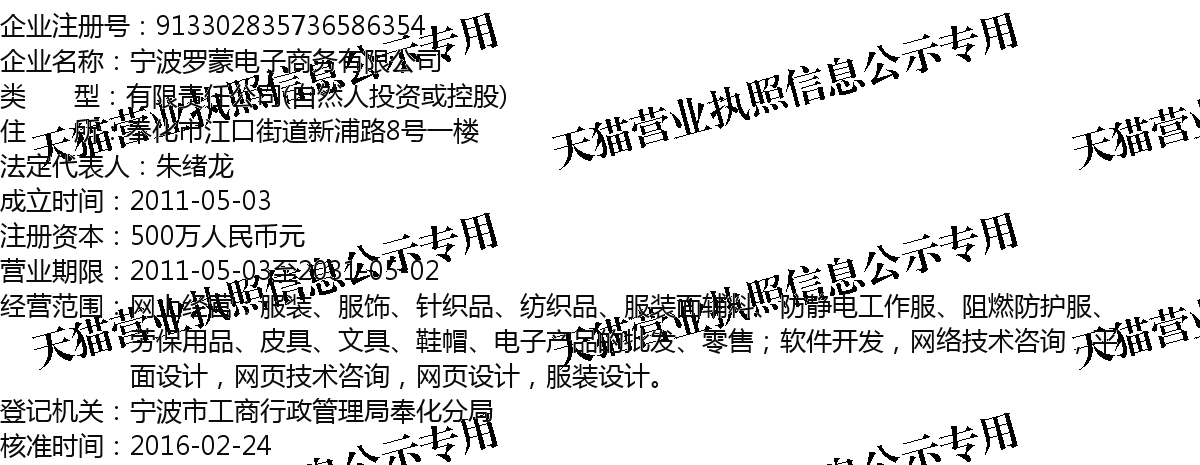 企业注册号：913302835736586354
企业名称：宁波罗蒙电子商务有限公司
类　　型：有限责任公司(自然人投资或控股)
住　　所：奉化市江口街道新浦路8号一楼
法定代表人：朱绪龙
成立时间：2011-05-03
注册资本：500万人民币元
营业期限：2011-05-03至2031-05-02
经营范围：网上经营：服装、服饰、针织品、纺织品、服装面辅料、防静电工作服、阻燃防护服、
劳保用品、皮具、文具、鞋帽、电子产品的批发、零售；软件开发，网络技术咨询，平
面设计，网页技术咨询，网页设计，服装设计。
登记机关：宁波市工商行政管理局奉化分局
核准时间：2016-02-24
天猫营业执照信息公示专用
天猫营业执照信息公示专用
天猫营业
天猫营业执照信息公示专用
天猫营业执照信息公示专用
天猫营业
照信息公示专用
照信息公示专用